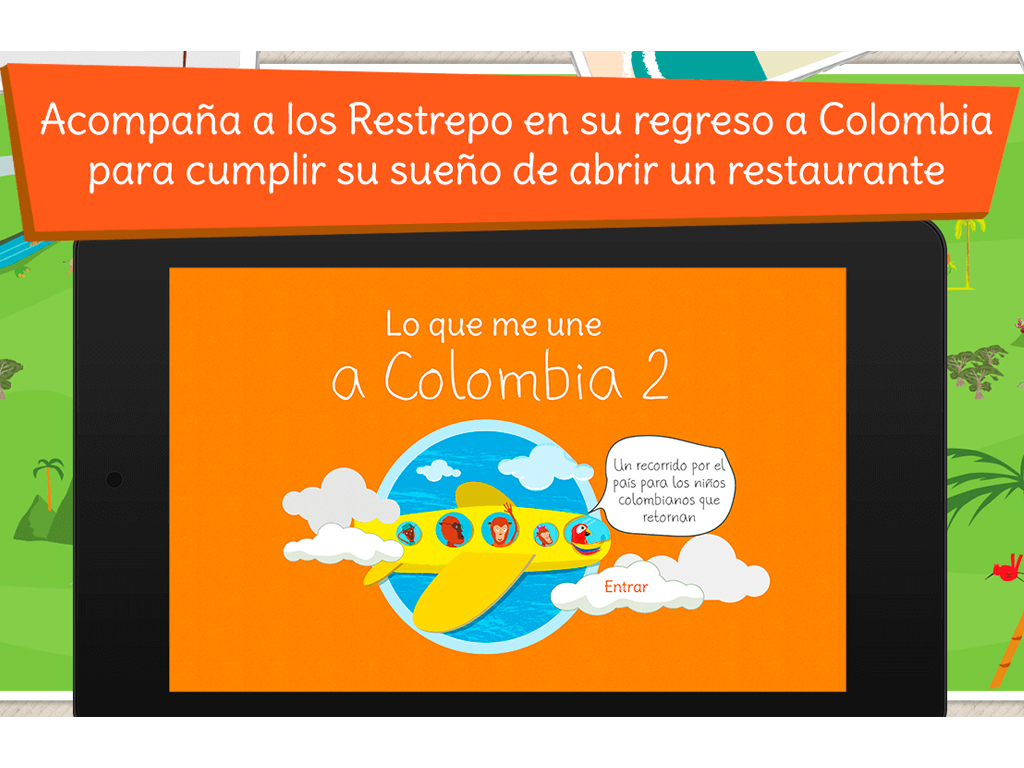 Acompaña a los Restrepo en su regreso a Colombia
para cumplir su sueño de abrir un restaurante
Lo que me une
a Colombia 2
Un recorrido por el
país para los niños
colombianos que
retornan
Entrar